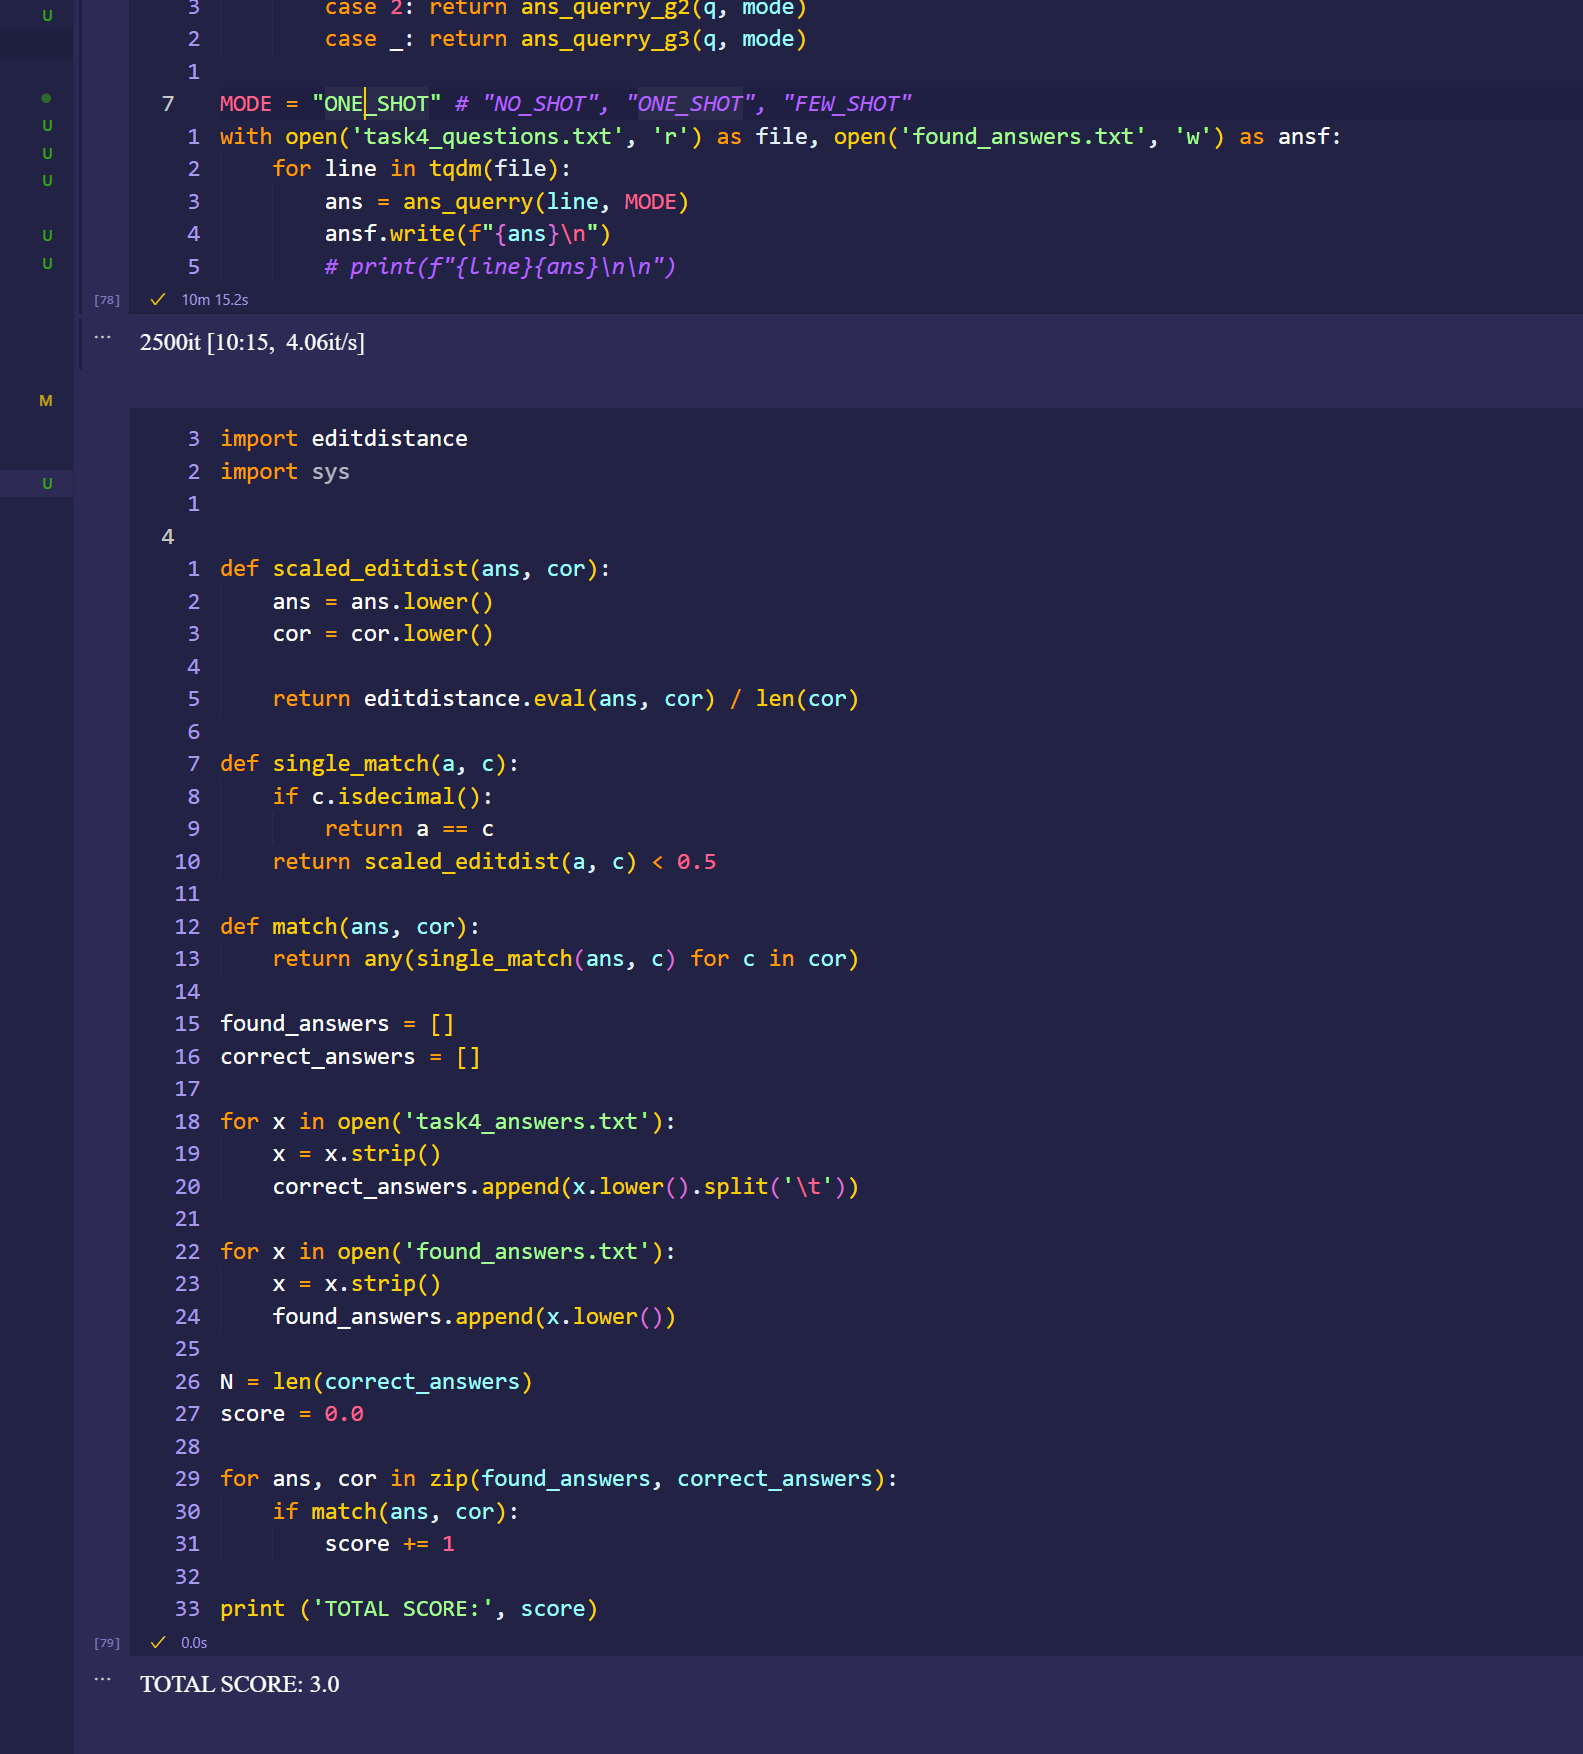 U
3 case 2: return ans_querry_g2(q, mode)
2 case _: return ans_querry_g3(q, mode)
1
7 MODE = "ONE_SHOT" # "NO_SHOT", "ONE_SHOT", "FEW_SHOT"
U
1 with open('task4_questions.txt', 'r') as file, open('found_answers.txt', 'w') as ansf:
U
2 for line in tqdm(file):
U
3 ans = ans_querry(line, MODE)
U
4 ansf.write(f"{ans}\n")
U
5 # print(f"{line}{ans}\n\n")
[78] ✓ 10m 15.2s
... 2500it [10:15, 4.06it/s]
M
3 import editdistance
2 import sys
U
1
4
1 def scaled_editdist(ans, cor):
2 ans = ans.lower()
3 cor = cor.lower()
4
5 return editdistance.eval(ans, cor) / len(cor)
6
7 def single_match(a, c):
8 if c.isdecimal():
9 return a == c
10 return scaled_editdist(a, c) < 0.5
11
12 def match(ans, cor):
13 return any(single_match(ans, c) for c in cor)
14
15 found_answers = []
16 correct_answers = []
17
18 for x in open('task4_answers.txt'):
19 x = x.strip()
20 correct_answers.append(x.lower().split('\t'))
21
22 for x in open('found_answers.txt'):
23 x = x.strip()
24 found_answers.append(x.lower())
25
26 N = len(correct_answers)
27 score = 0.0
28
29 for ans, cor in zip(found_answers, correct_answers):
30 if match(ans, cor):
31 score += 1
32
33 print ('TOTAL SCORE:', score)
[79] ✓ 0.0s
... TOTAL SCORE: 3.0